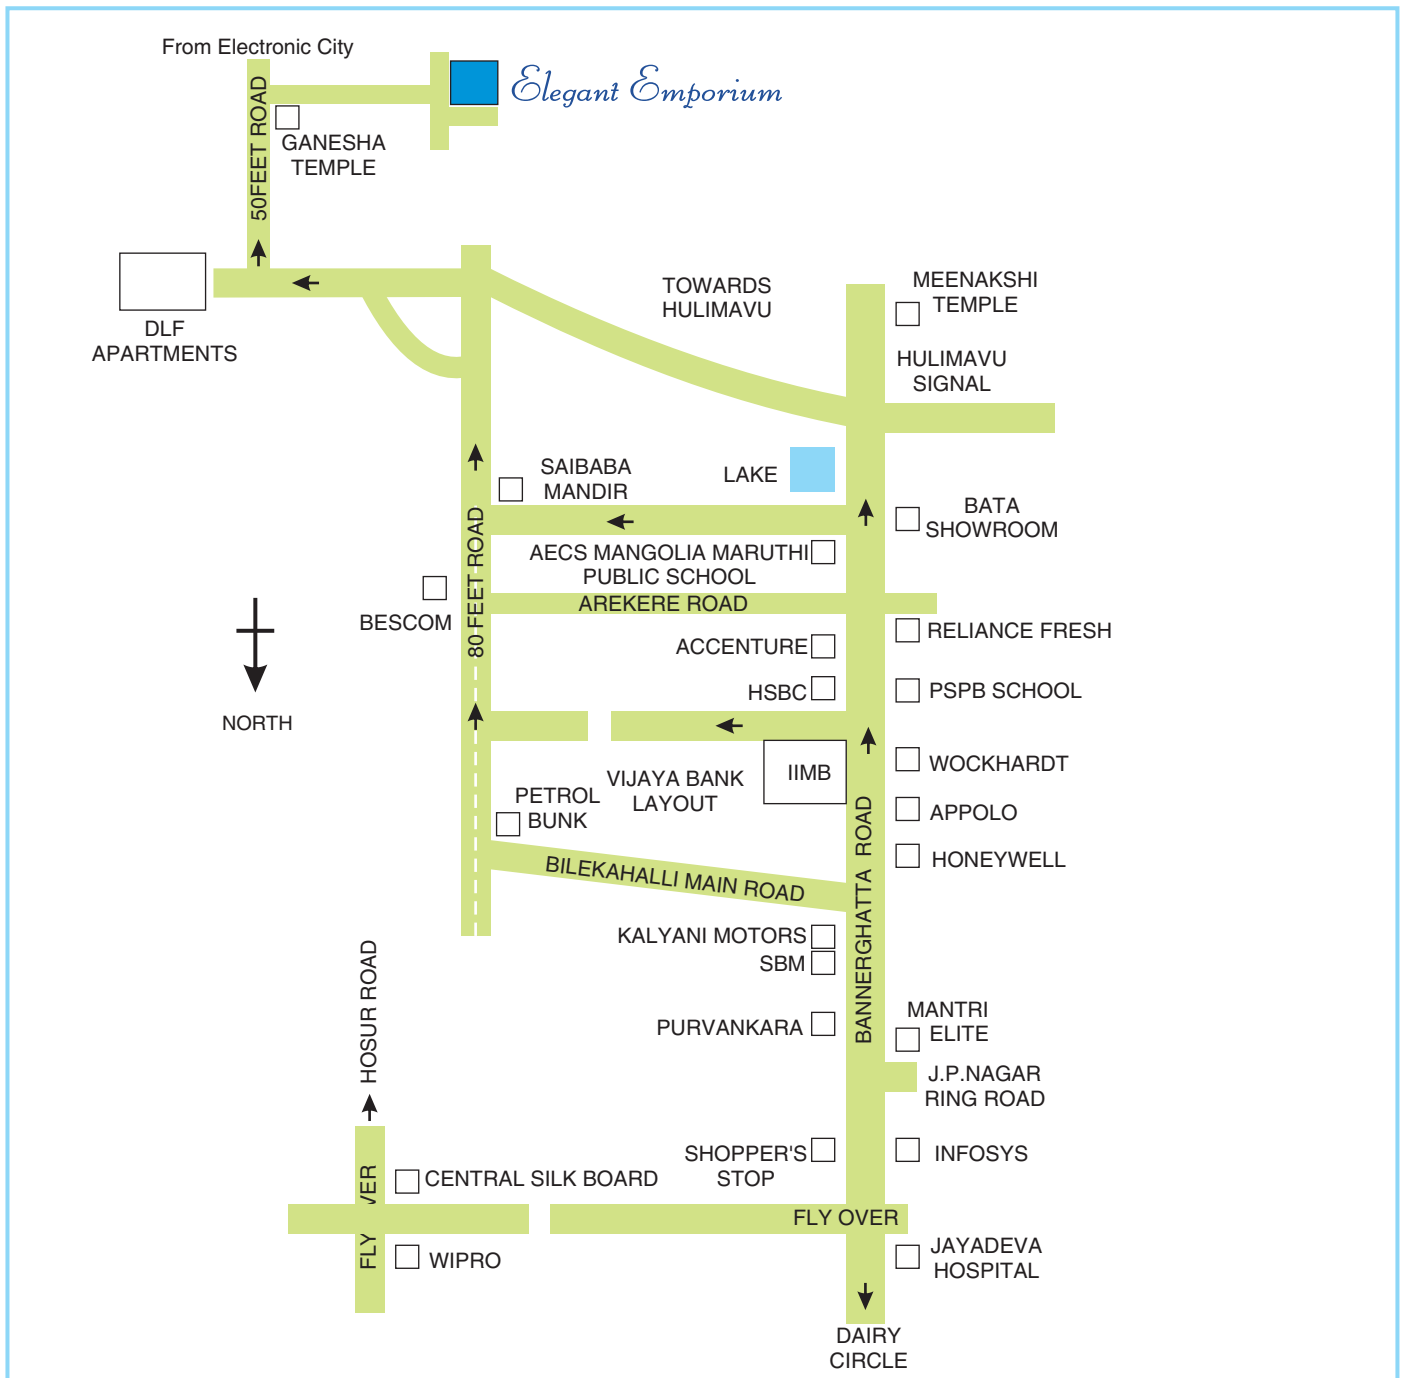 From Electronic City
Elegant Emporium
50FEET ROAD
GANESHA
TEMPLE
DLF
APARTMENTS
TOWARDS
HULIMAVU
MEENAKSHI
TEMPLE
HULIMAVU
SIGNAL
SAIBABA
MANDIR
LAKE
BATA
SHOWROOM
AECS MANGOLIA MARUTHI
PUBLIC SCHOOL
80 FEET ROAD
AREKERE ROAD
BESCOM
RELIANCE FRESH
ACCENTURE
HSBC
PSPB SCHOOL
NORTH
WOCKHARDT
IIMB
VIJAYA BANK
LAYOUT
PETROL
BUNK
APPOLO
HONEYWELL
BILEKAHALLI MAIN ROAD
BANNERGHATTA ROAD
KALYANI MOTORS
SBM
PURVANKARA
MANTRI
ELITE
HOSUR ROAD
J.P.NAGAR
RING ROAD
SHOPPER'S
STOP
INFOSYS
CENTRAL SILK BOARD
FLY OVER
FLY OVER
WIPRO
JAYADEVA
HOSPITAL
DAIRY
CIRCLE